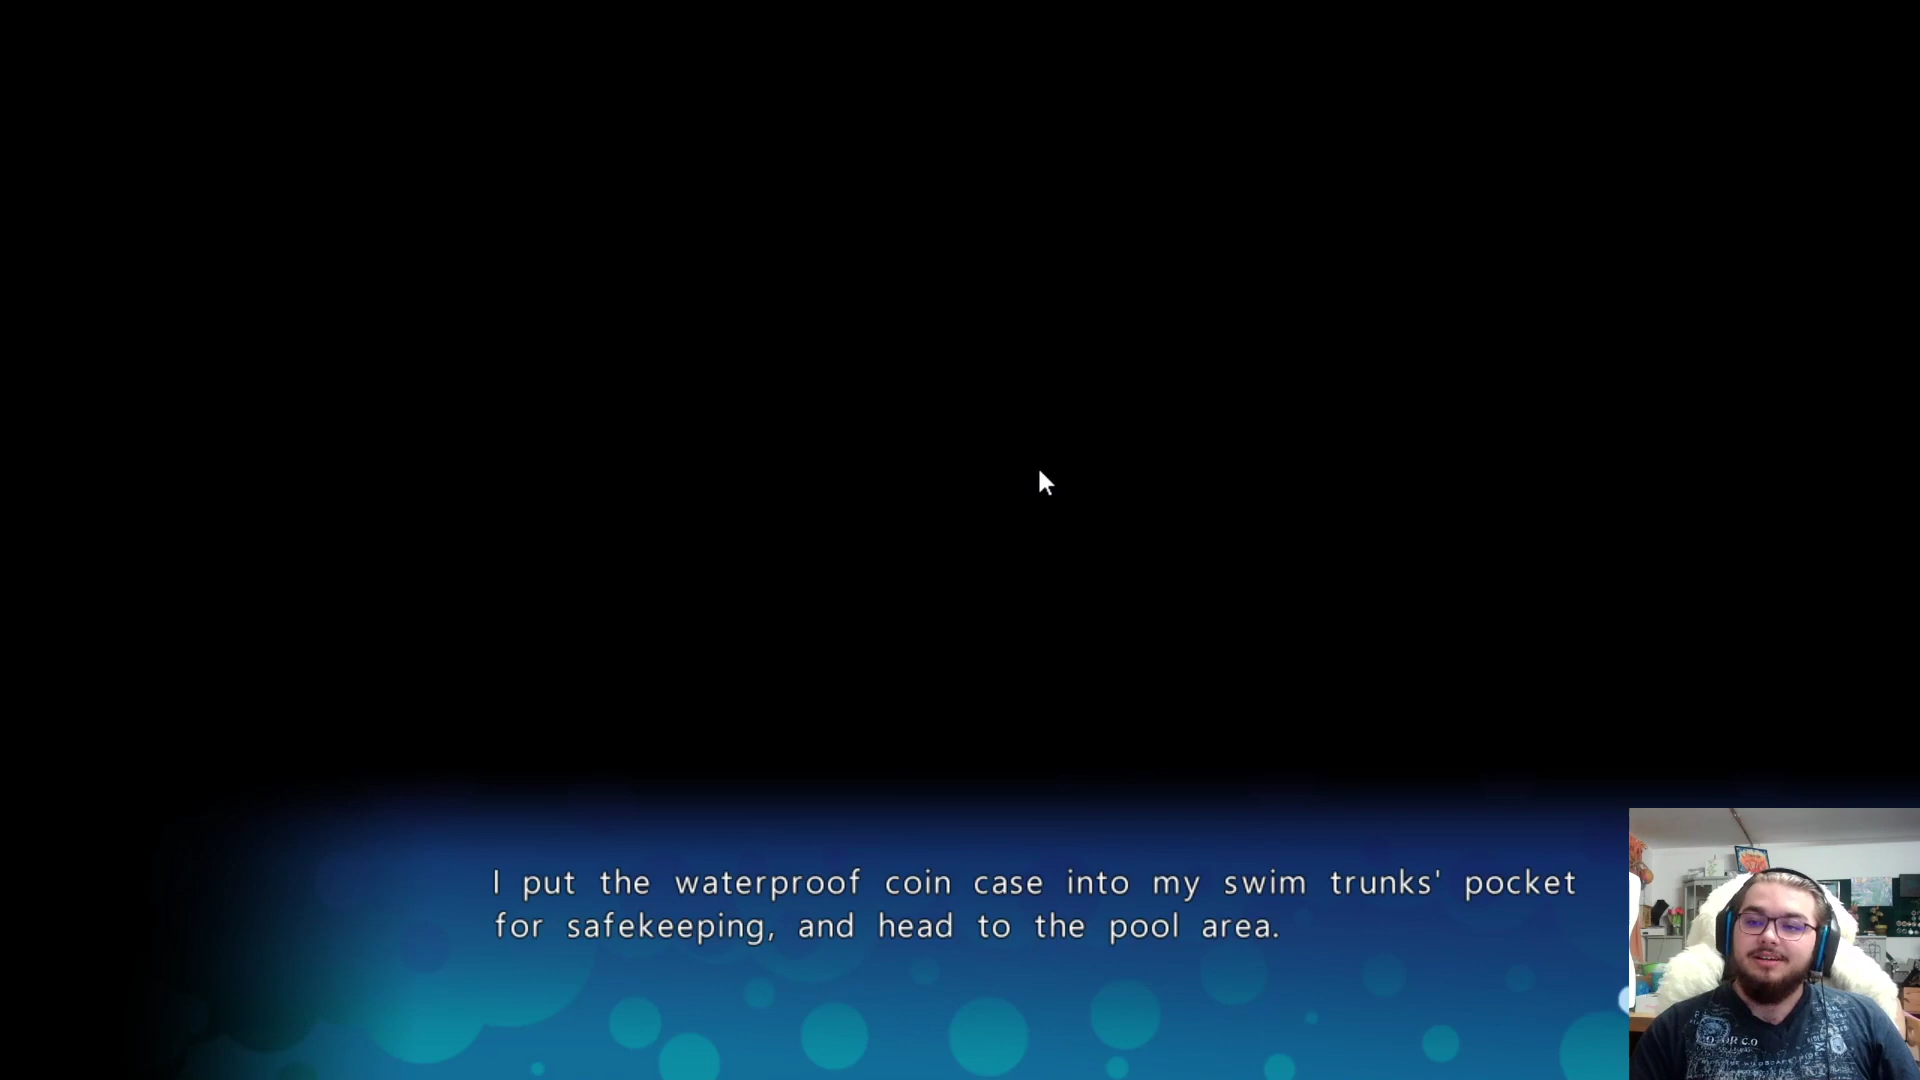 I put the waterproof coin case into my swim trunks' pocket
for safekeeping, and head to the pool area.